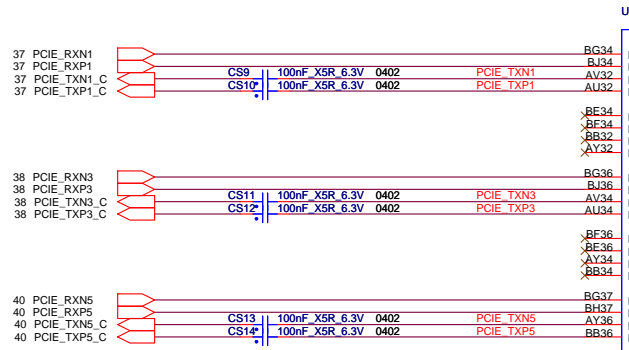 U
37 PCIE_RXN1 BG34
37 PCIE_RXP1 BJ34
37 PCIE_TXN1_C CS9 100nF_X5R_6.3V 0402 PCIE_TXN1 AV32
37 PCIE_TXP1_C CS10 100nF_X5R_6.3V 0402 PCIE_TXP1 AU32
BE34
BF34
BB32
AY32
38 PCIE_RXN3 BG36
38 PCIE_RXP3 BJ36
38 PCIE_TXN3_C CS11 100nF_X5R_6.3V 0402 PCIE_TXN3 AV34
38 PCIE_TXP3_C CS12 100nF_X5R_6.3V 0402 PCIE_TXP3 AU34
BF36
BE36
AY34
BB34
40 PCIE_RXN5 BG37
40 PCIE_RXP5 BH37
40 PCIE_TXN5_C CS13 100nF_X5R_6.3V 0402 PCIE_TXN5 AY36
40 PCIE_TXP5_C CS14 100nF_X5R_6.3V 0402 PCIE_TXP5 BB36